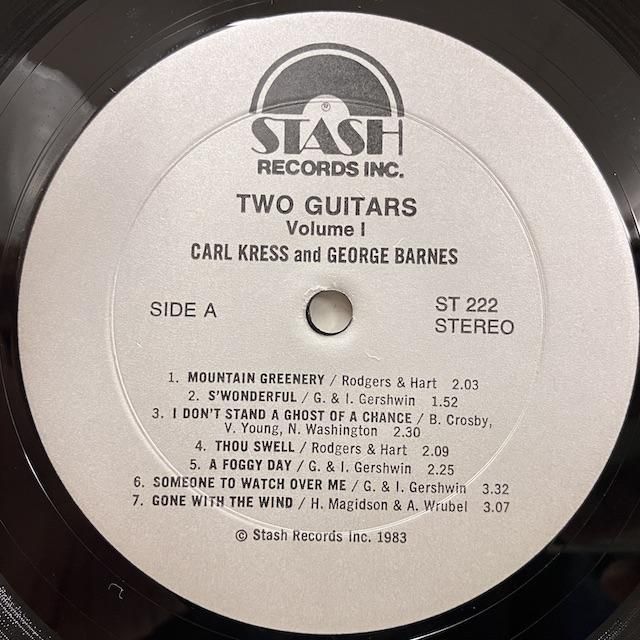 STASH
RECORDS INC.
TWO GUITARS
Volume I
CARL KRESS and GEORGE BARNES
SIDE A
ST 222
STEREO
1. MOUNTAIN GREENERY / Rodgers & Hart 2.03
2. S'WONDERFUL / G. & I. Gershwin 1.52
3. I DON'T STAND A GHOST OF A CHANCE / B. Crosby,
V. Young, N. Washington 2.30
4. THOU SWELL / Rodgers & Hart 2.09
5. A FOGGY DAY / G. & I. Gershwin 2.25
6. SOMEONE TO WATCH OVER ME / G. & I. Gershwin 3.32
7. GONE WITH THE WIND / H. Magidson & A. Wrubel 3.07
© Stash Records Inc. 1983